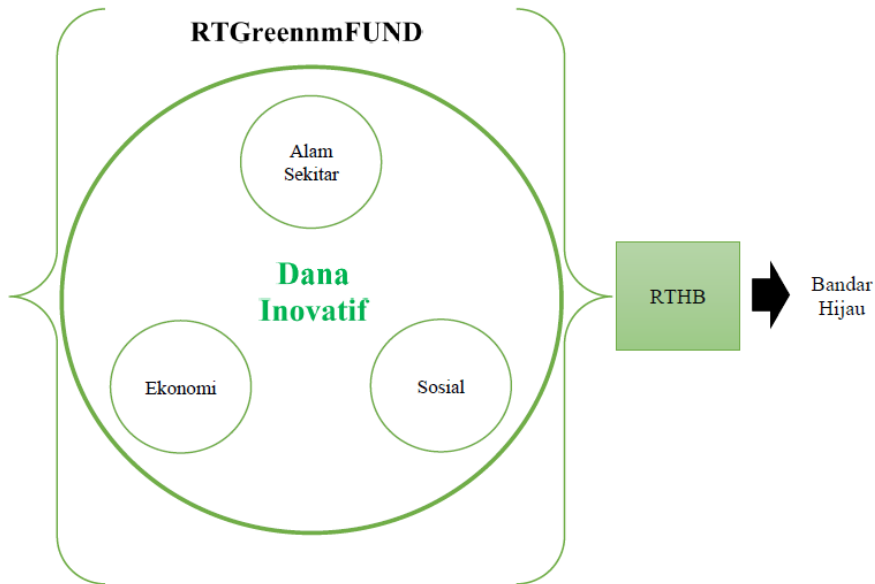 RTGreennmFUND
Alam
Sekitar
Dana
Inovatif
Ekonomi
Sosial
RTHB
Bandar
Hijau